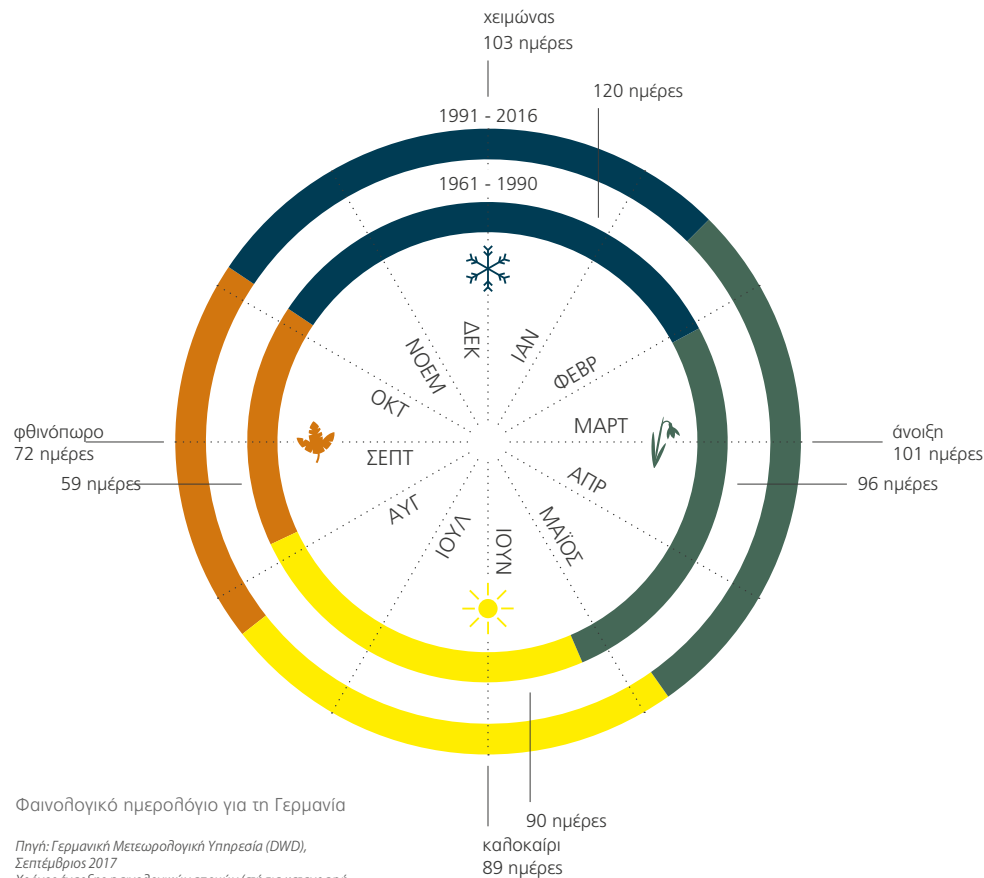 χειμώνας
103 ημέρες
120 ημέρες
1991 - 2016
1961 - 1990
ΔΕΚ
ΙΑΝ
ΝΟΕΜ
ΦΕΒΡ
ΟΚΤ
ΜΑΡΤ
φθινόπωρο
72 ημέρες
άνοιξη
101 ημέρες
ΣΕΠΤ
59 ημέρες
96 ημέρες
ΑΠΡ
ΑΥΓ
ΜΑΪΟΣ
ΙΟΥΛ
ΙΟΥΝ
Φαινολογικό ημερολόγιο για τη Γερμανία
90 ημέρες
καλοκαίρι
89 ημέρες
Πηγή: Γερμανική Μετεωρολογική Υπηρεσία (DWD),
Σεπτέμβριος 2017